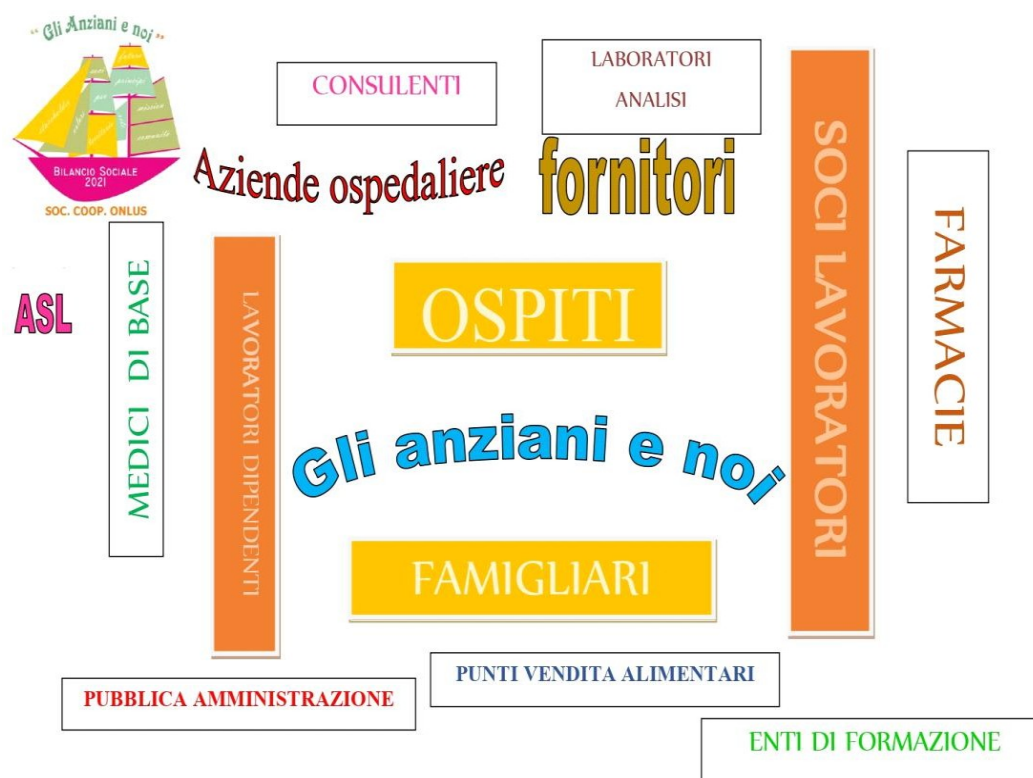 “Gli Anziani e noi”
BILANCIO SOCIALE
2021
SOC. COOP. ONLUS
CONSULENTI
LABORATORI
ANALISI
Aziende ospedaliere
fornitori
SOCI LAVORATORI
FARMACIE
ASL
MEDICI DI BASE
LAVORATORI DIPENDENTI
OSPITI
Gli anziani e noi
FAMIGLIARI
PUBBLICA AMMINISTRAZIONE
PUNTI VENDITA ALIMENTARI
ENTI DI FORMAZIONE